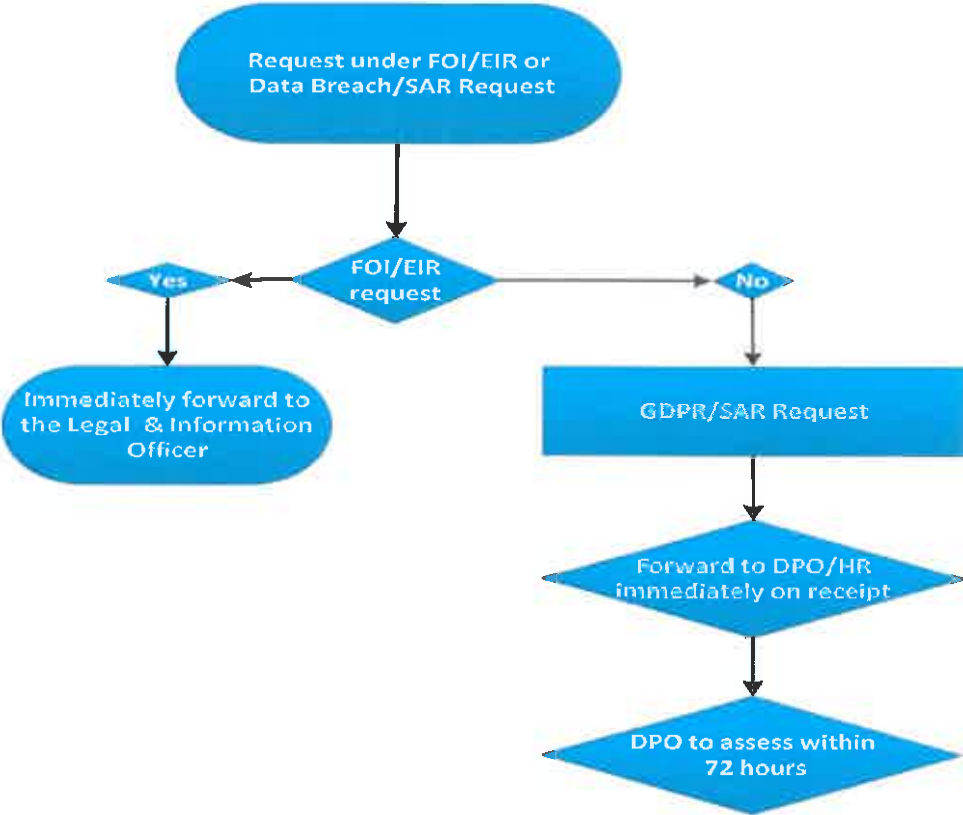 Request under FOI/EIR or
Data Breach/SAR Request
FOI/EIR
request
Yes
No
Immediately forward to
the Legal & Information
Officer
GDPR/SAR Request
Forward to DPO/HR
immediately on receipt
DPO to assess within
72 hours